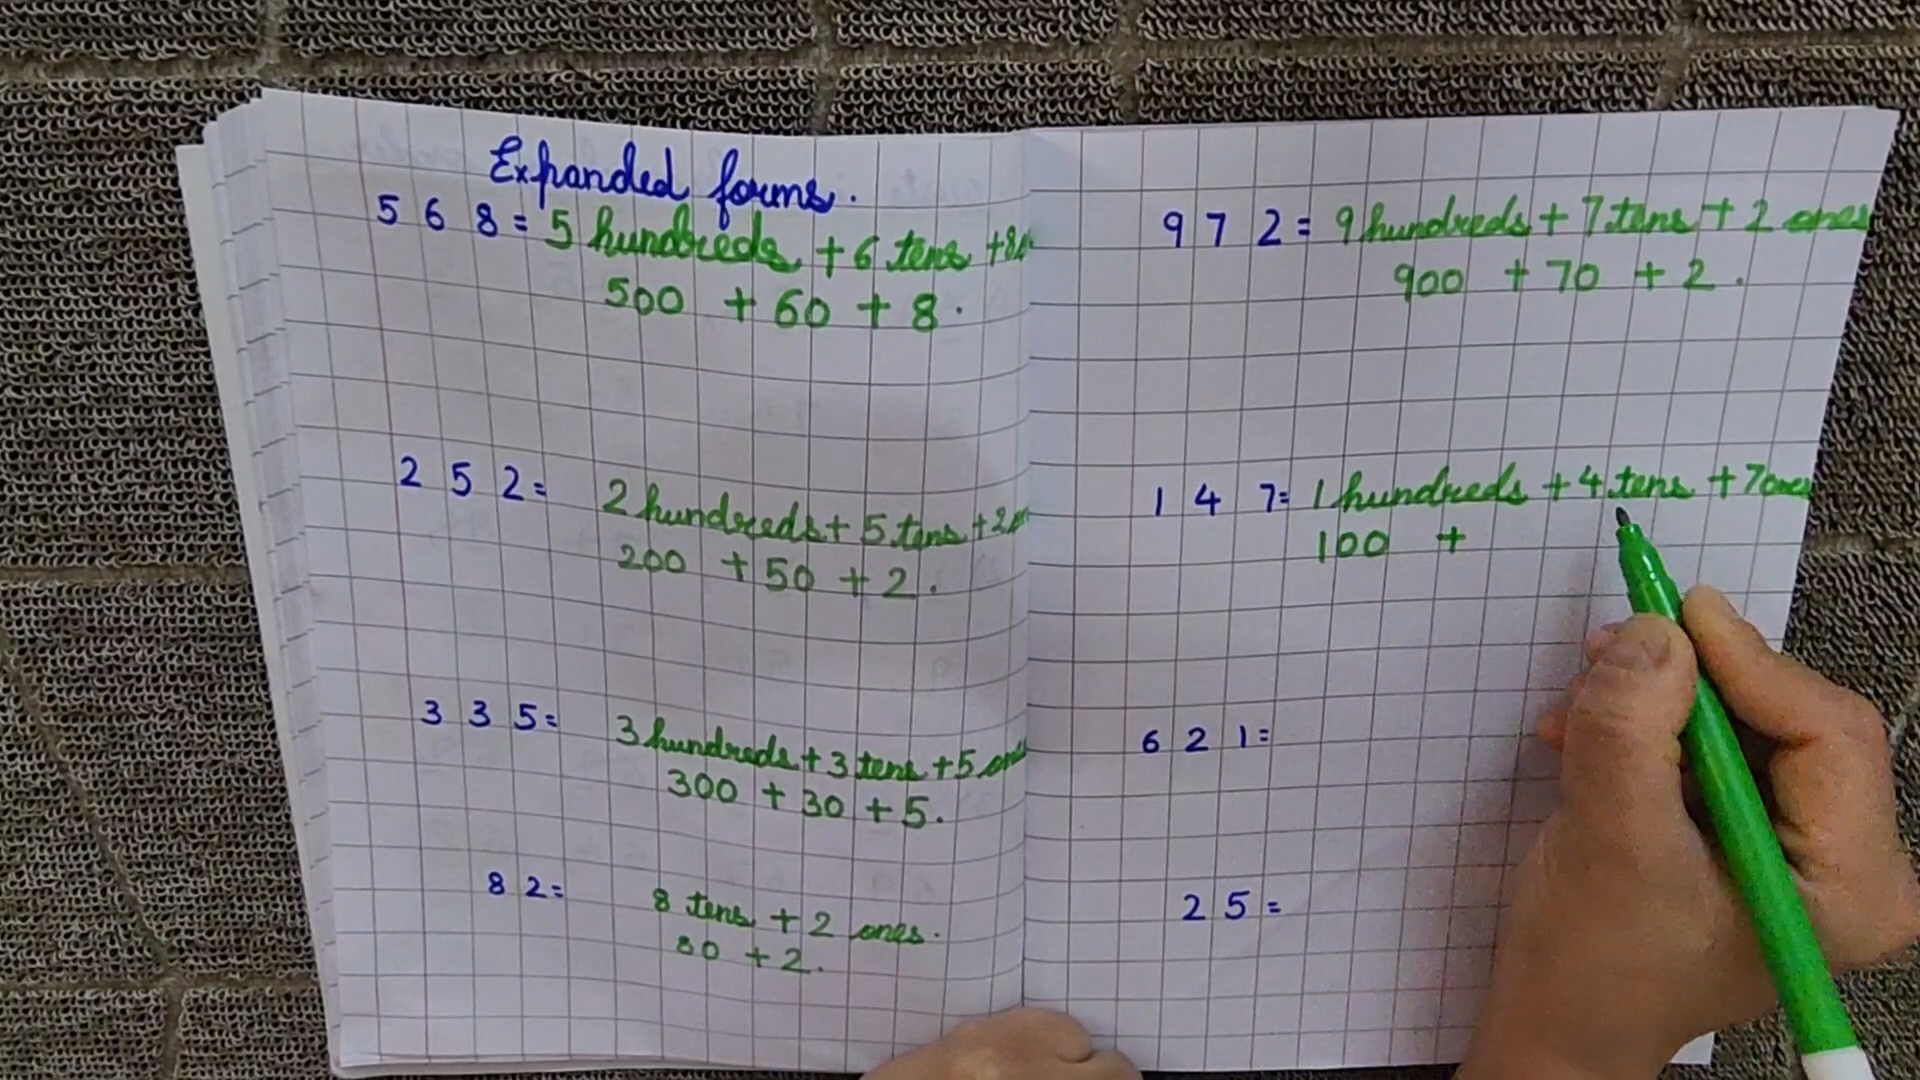 Expanded forms.
5 6 8 = 5 hundreds + 6 tens + 8
500 + 60 + 8.
2 5 2 = 2 hundreds + 5 tens + 2
200 + 50 + 2.
3 3 5 = 3 hundreds + 3 tens + 5 ones
300 + 30 + 5.
8 2 = 8 tens + 2 ones.
80 + 2.
9 7 2 = 9 hundreds + 7 tens + 2 ones
900 + 70 + 2.
1 4 7 = 1 hundreds + 4 tens + 7 ones
100 +
6 2 1 =
2 5 =